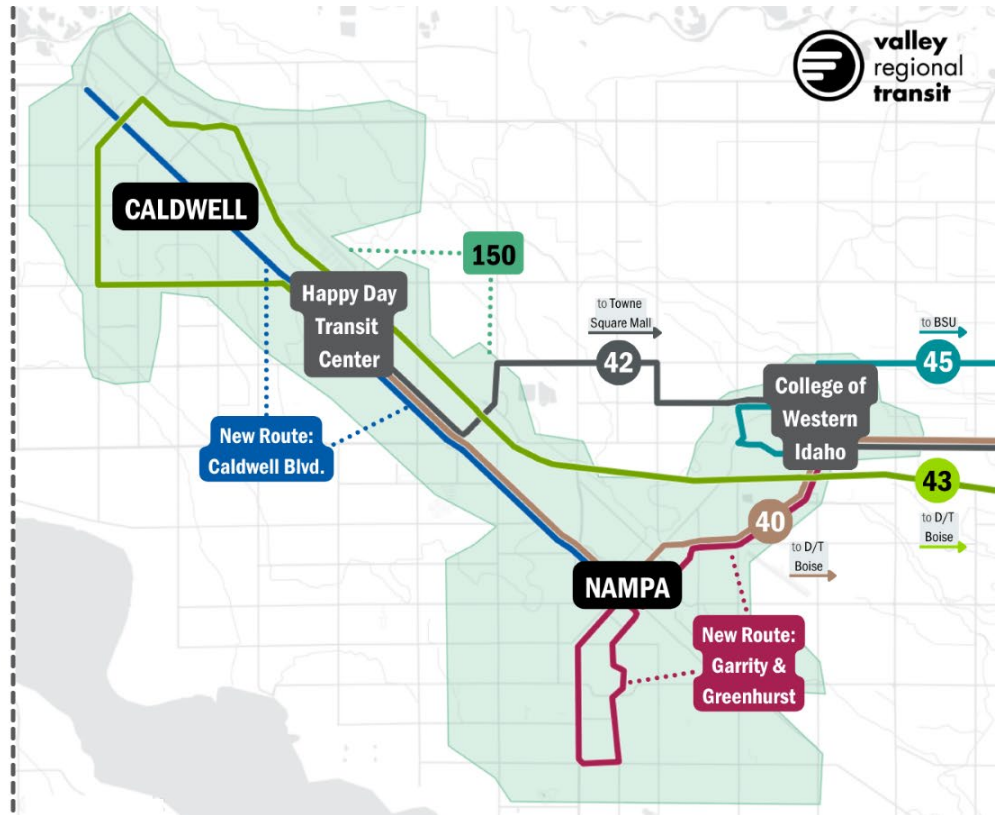 valley
regional
transit
CALDWELL
150
Happy Day
Transit
Center
to Towne
Square Mall
42
to BSU
45
College of
Western
Idaho
New Route:
Caldwell Blvd.
43
to D/T
Boise
40
to D/T
Boise
NAMPA
New Route:
Garrity &
Greenhurst